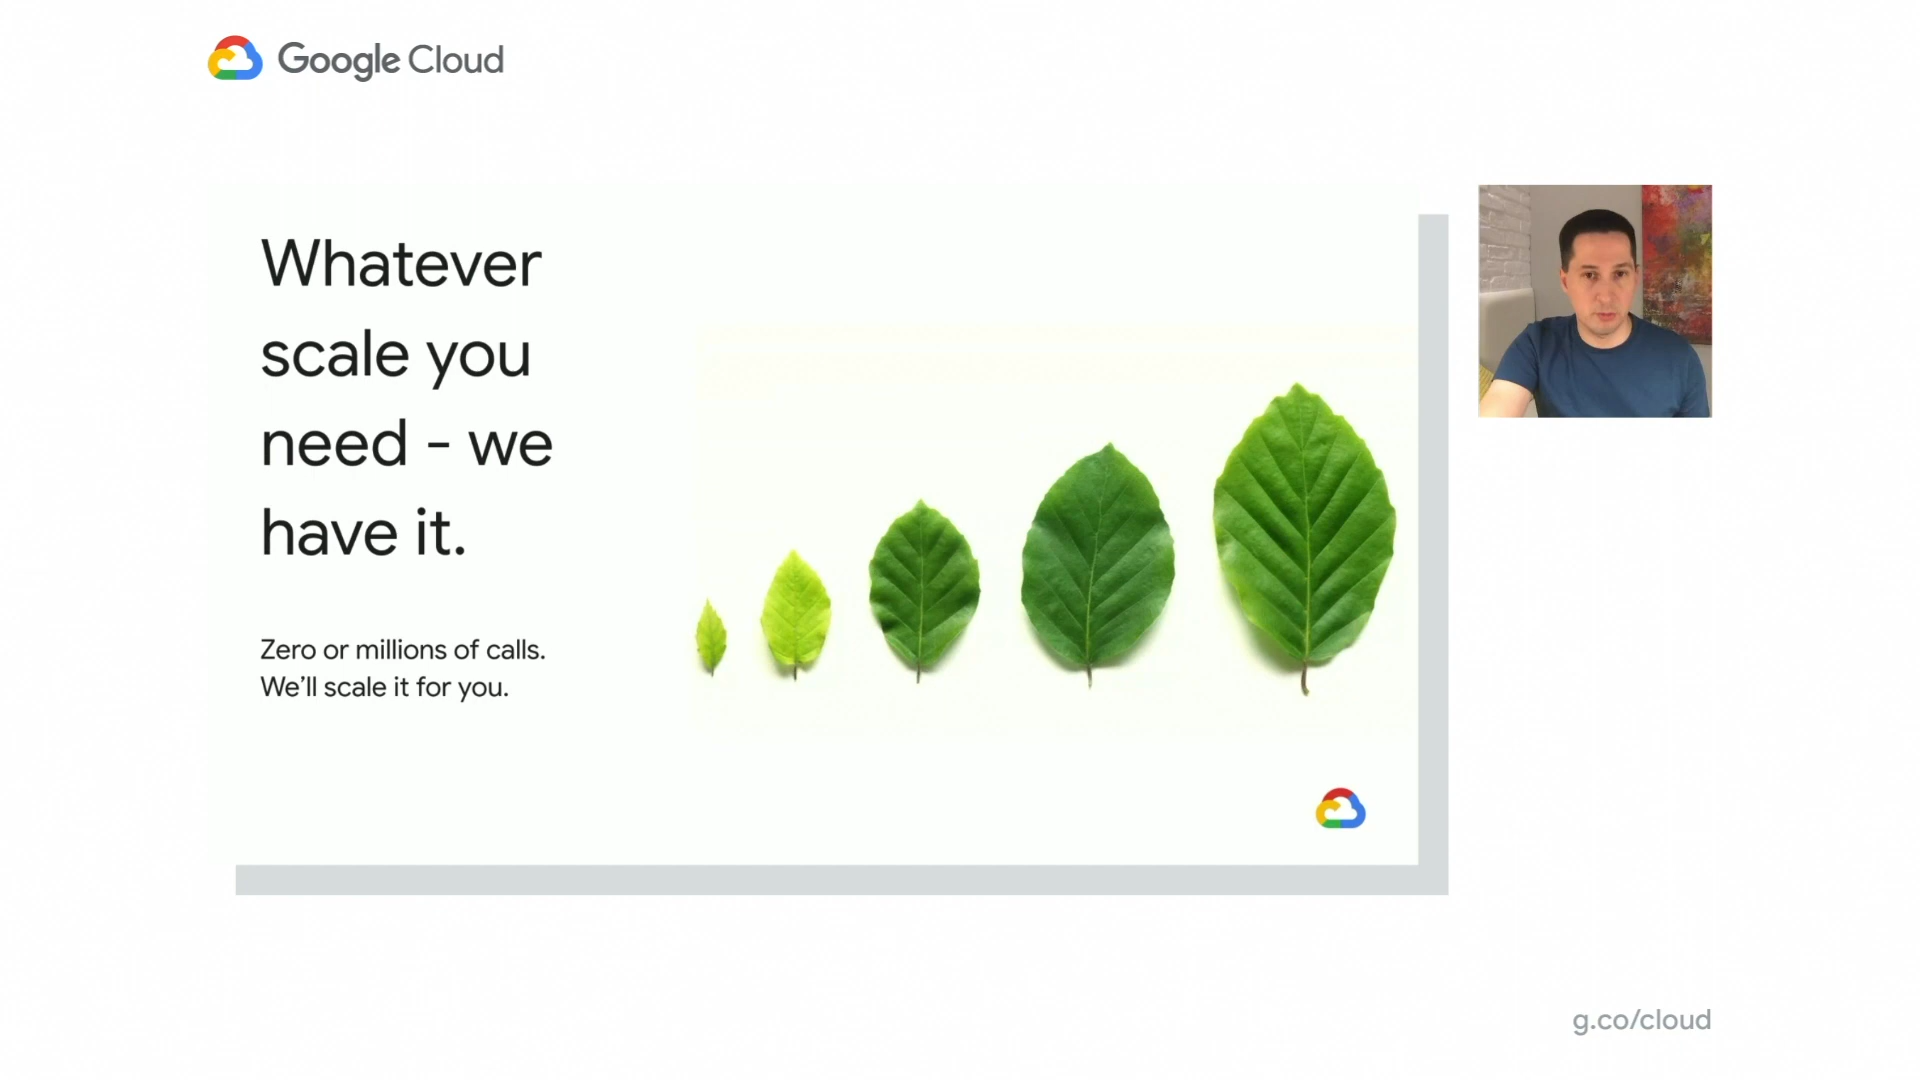 Google Cloud
Whatever
scale you
need - we
have it.
Zero or millions of calls.
We’ll scale it for you.
g.co/cloud